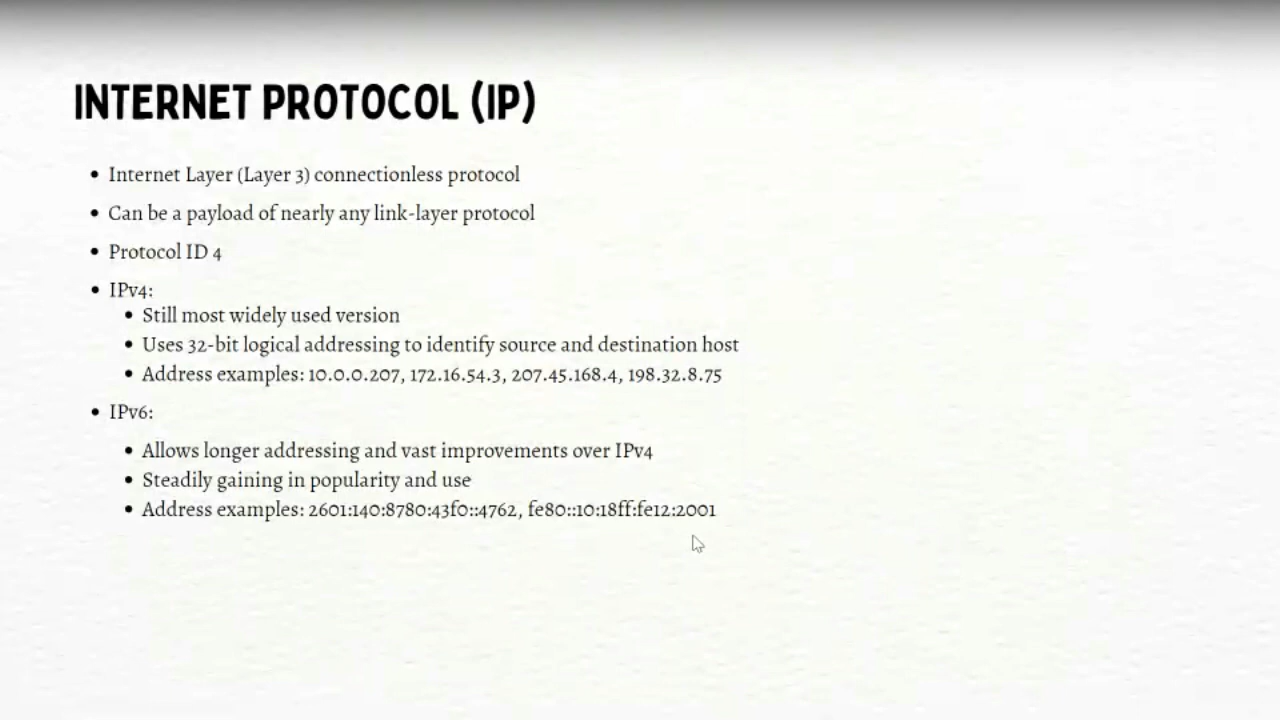 INTERNET PROTOCOL (IP)
• Internet Layer (Layer 3) connectionless protocol
• Can be a payload of nearly any link-layer protocol
• Protocol ID 4
• IPv4:
• Still most widely used version
• Uses 32-bit logical addressing to identify source and destination host
• Address examples: 10.0.0.207, 172.16.54.3, 207.45.168.4, 198.32.8.75
• IPv6:
• Allows longer addressing and vast improvements over IPv4
• Steadily gaining in popularity and use
• Address examples: 2601:140:8780:43f0::4762, fe80::10:18ff:fe12:2001